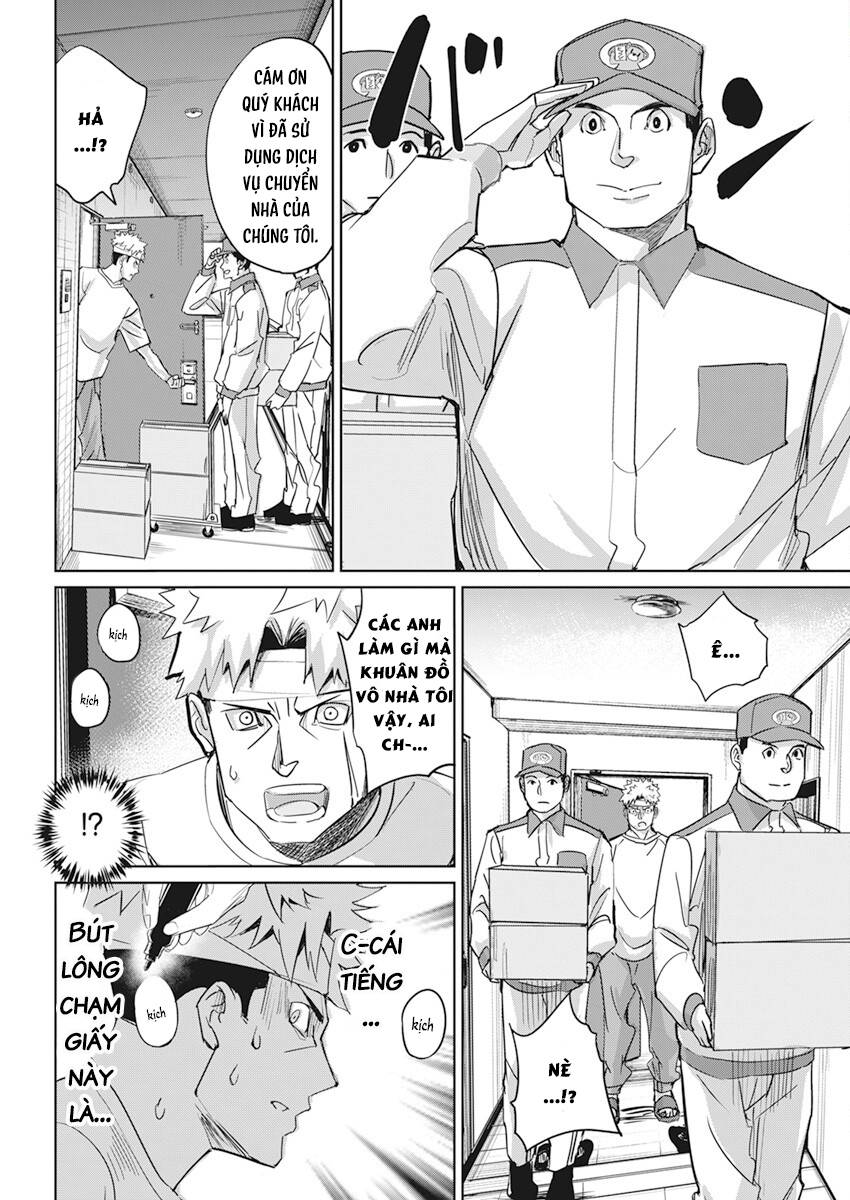 バッ
CÁM ƠN
QUÝ KHÁCH
VÌ ĐÃ SỬ
DỤNG DỊCH
VỤ CHUYỂN
NHÀ CỦA
CHÚNG TÔI.
HẢ
...!?
Ê...
NÈ
...!?
CÁC ANH
LÀM GÌ MÀ
KHUÂN ĐỒ
VÔ NHÀ TÔI
VẬY, AI
CH-...
kịch
kịch
!?
C-CÁI
TIẾNG
...
kịch
kịch
BÚT
LÔNG
CHẠM
GIẤY
NÀY
LÀ...